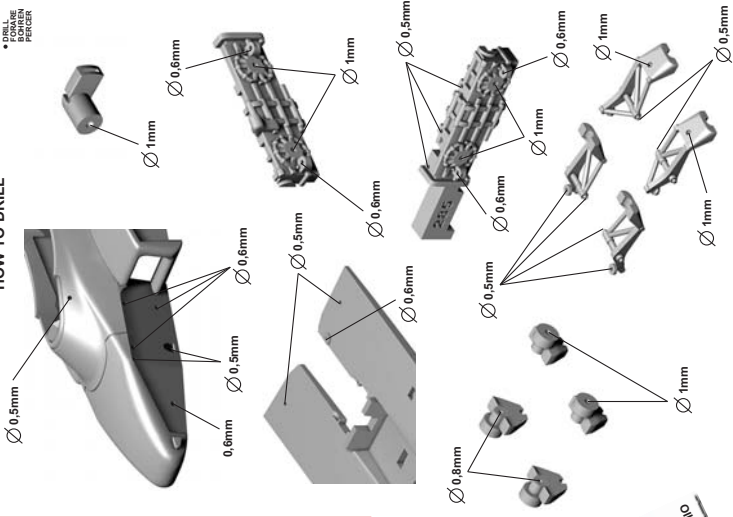 • DRILL
FORARE
BOHREN
PERCER
HOW TO DRILL
Ø 0,5mm
Ø 0,6mm
Ø 0,5mm
0,6mm
Ø 1mm
Ø 0,6mm
Ø 1mm
Ø 0,6mm
Ø 0,5mm
Ø 0,6mm
Ø 0,5mm
Ø 0,6mm
Ø 1mm
Ø 0,6mm
Ø 1mm
Ø 0,5mm
Ø 0,5mm
Ø 1mm
Ø 0,8mm
Ø 1mm